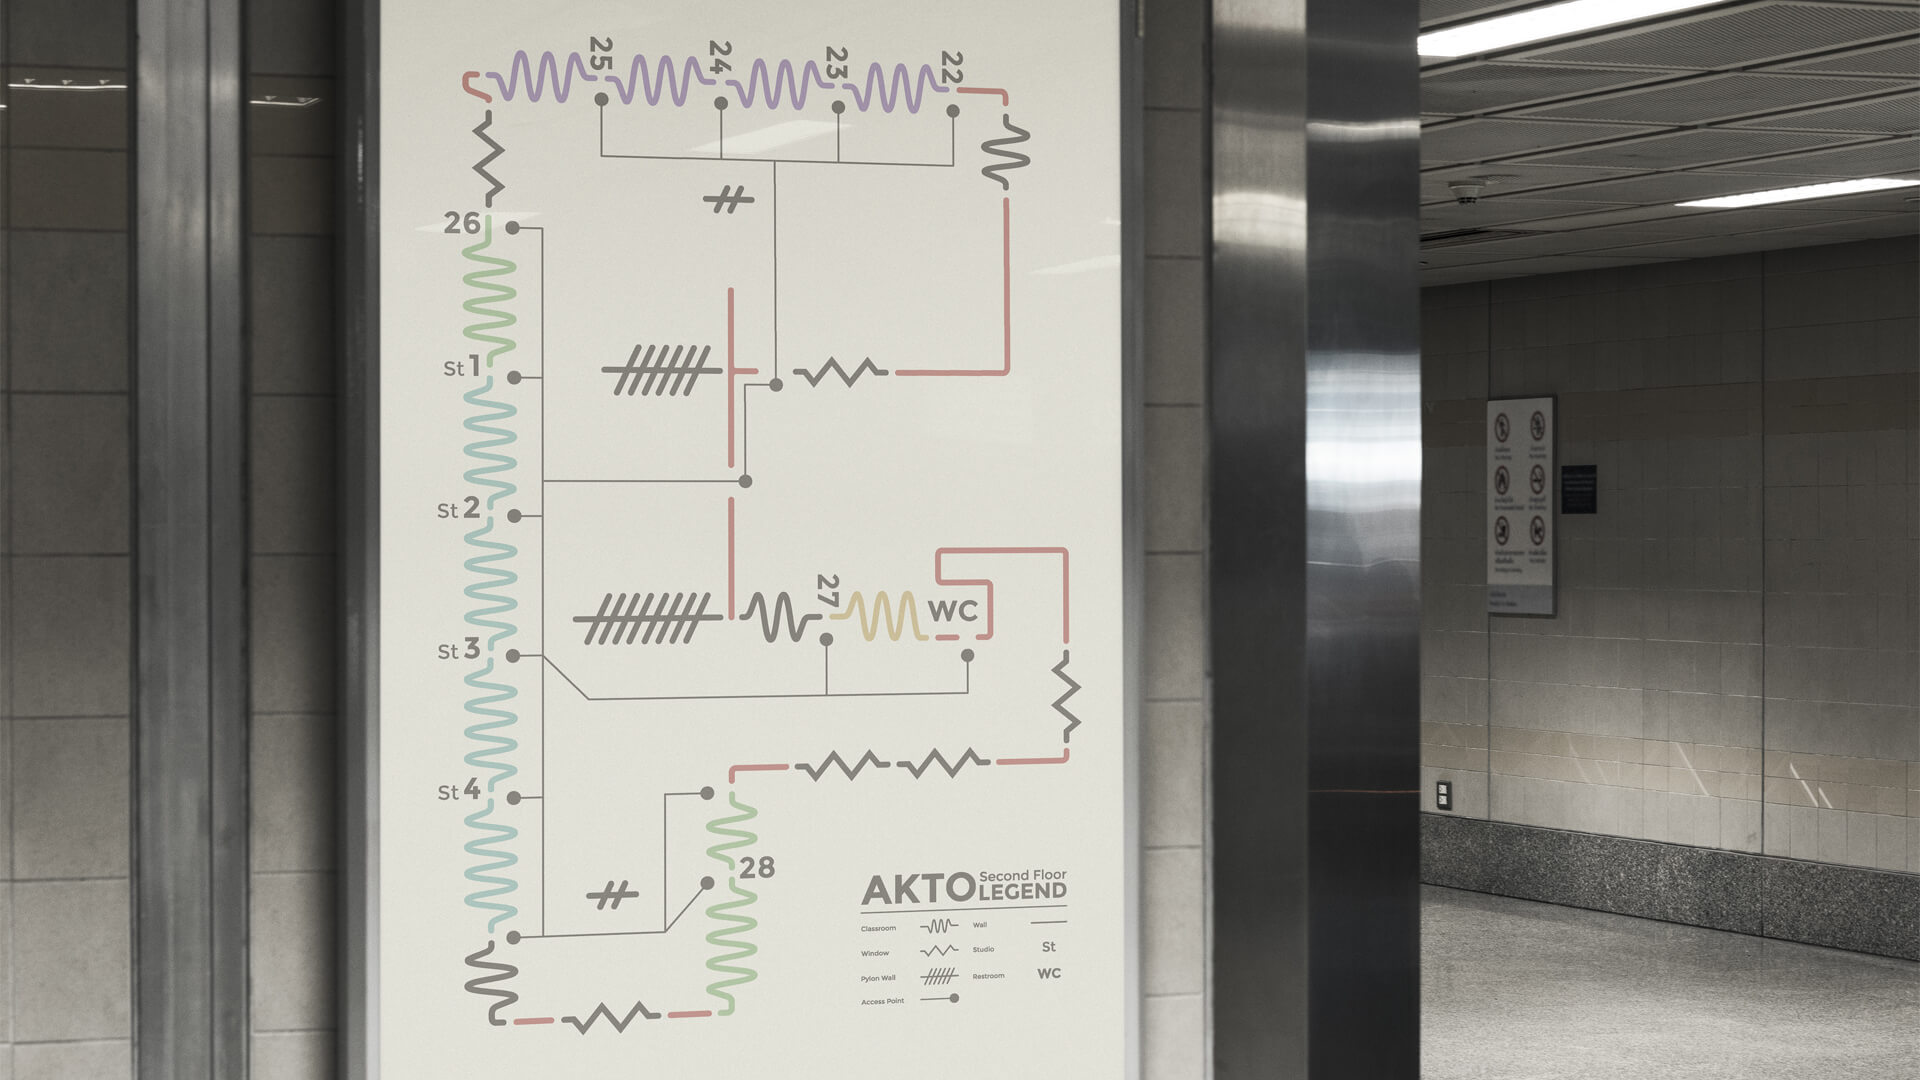 25
24
23
22
26
St 1
St 2
27
WC
St 3
St 4
28
AKTO Second Floor LEGEND
Classroom
Wall
Window
Studio
St
Pylon Wall
Restroom
WC
Access Point